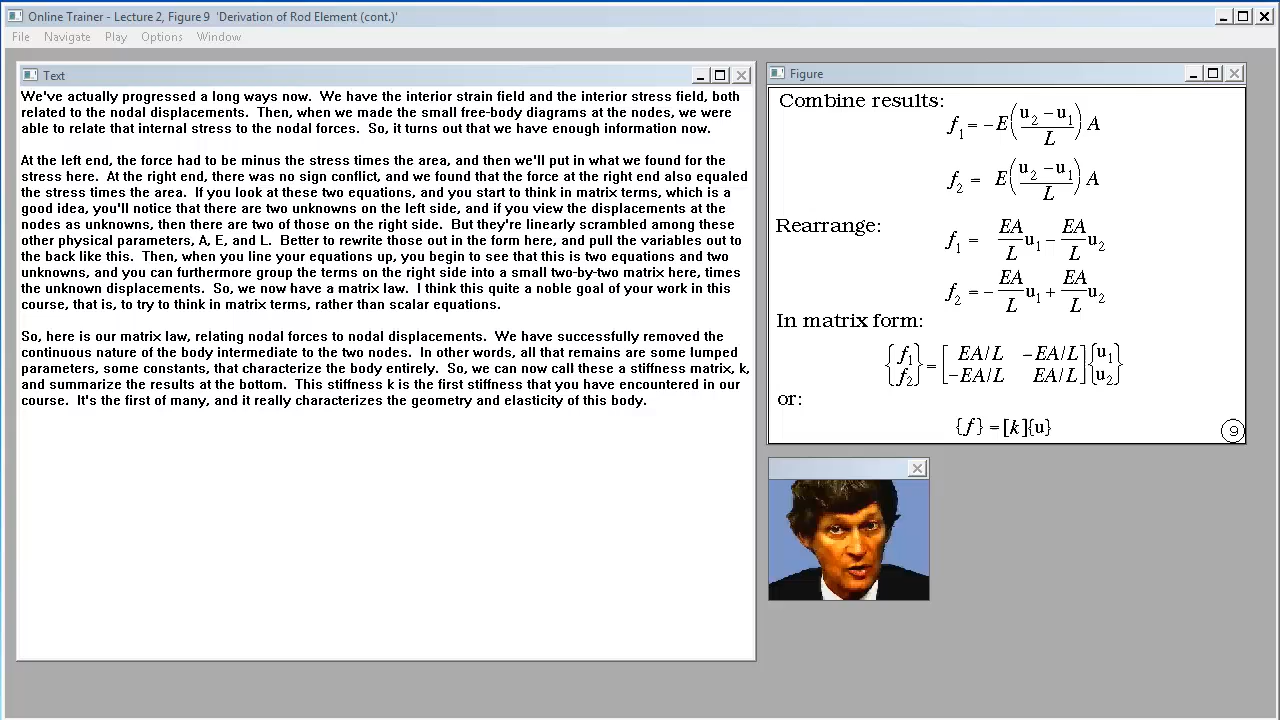 Online Trainer - Lecture 2, Figure 9 'Derivation of Rod Element (cont.)'
File Navigate Play Options Window
Text
We've actually progressed a long ways now. We have the interior strain field and the interior stress field, both
related to the nodal displacements. Then, when we made the small free-body diagrams at the nodes, we were
able to relate that internal stress to the nodal forces. So, it turns out that we have enough information now.
At the left end, the force had to be minus the stress times the area, and then we'll put in what we found for the
stress here. At the right end, there was no sign conflict, and we found that the force at the right end also equaled
the stress times the area. If you look at these two equations, and you start to think in matrix terms, which is a
good idea, you'll notice that there are two unknowns on the left side, and if you view the displacements at the
nodes as unknowns, then there are two of those on the right side. But they're linearly scrambled among these
other physical parameters, A, E, and L. Better to rewrite those out in the form here, and pull the variables out to
the back like this. Then, when you line your equations up, you begin to see that this is two equations and two
unknowns, and you can furthermore group the terms on the right side into a small two-by-two matrix here, times
the unknown displacements. So, we now have a matrix law. I think this quite a noble goal of your work in this
course, that is, to try to think in matrix terms, rather than scalar equations.
So, here is our matrix law, relating nodal forces to nodal displacements. We have successfully removed the
continuous nature of the body intermediate to the two nodes. In other words, all that remains are some lumped
parameters, some constants, that characterize the body entirely. So, we can now call these a stiffness matrix, k,
and summarize the results at the bottom. This stiffness k is the first stiffness that you have encountered in our
course. It's the first of many, and it really characterizes the geometry and elasticity of this body.
Figure
Combine results:
f₁ = -E((u₂ - u₁)/L) A
f₂ = E((u₂ - u₁)/L) A
Rearrange:
f₁ = EA/L u₁ - EA/L u₂
f₂ = -EA/L u₁ + EA/L u₂
In matrix form:
{f₁ f₂} = [EA/L -EA/L
-EA/L EA/L] {u₁ u₂}
or:
{f} = [k]{u}
9